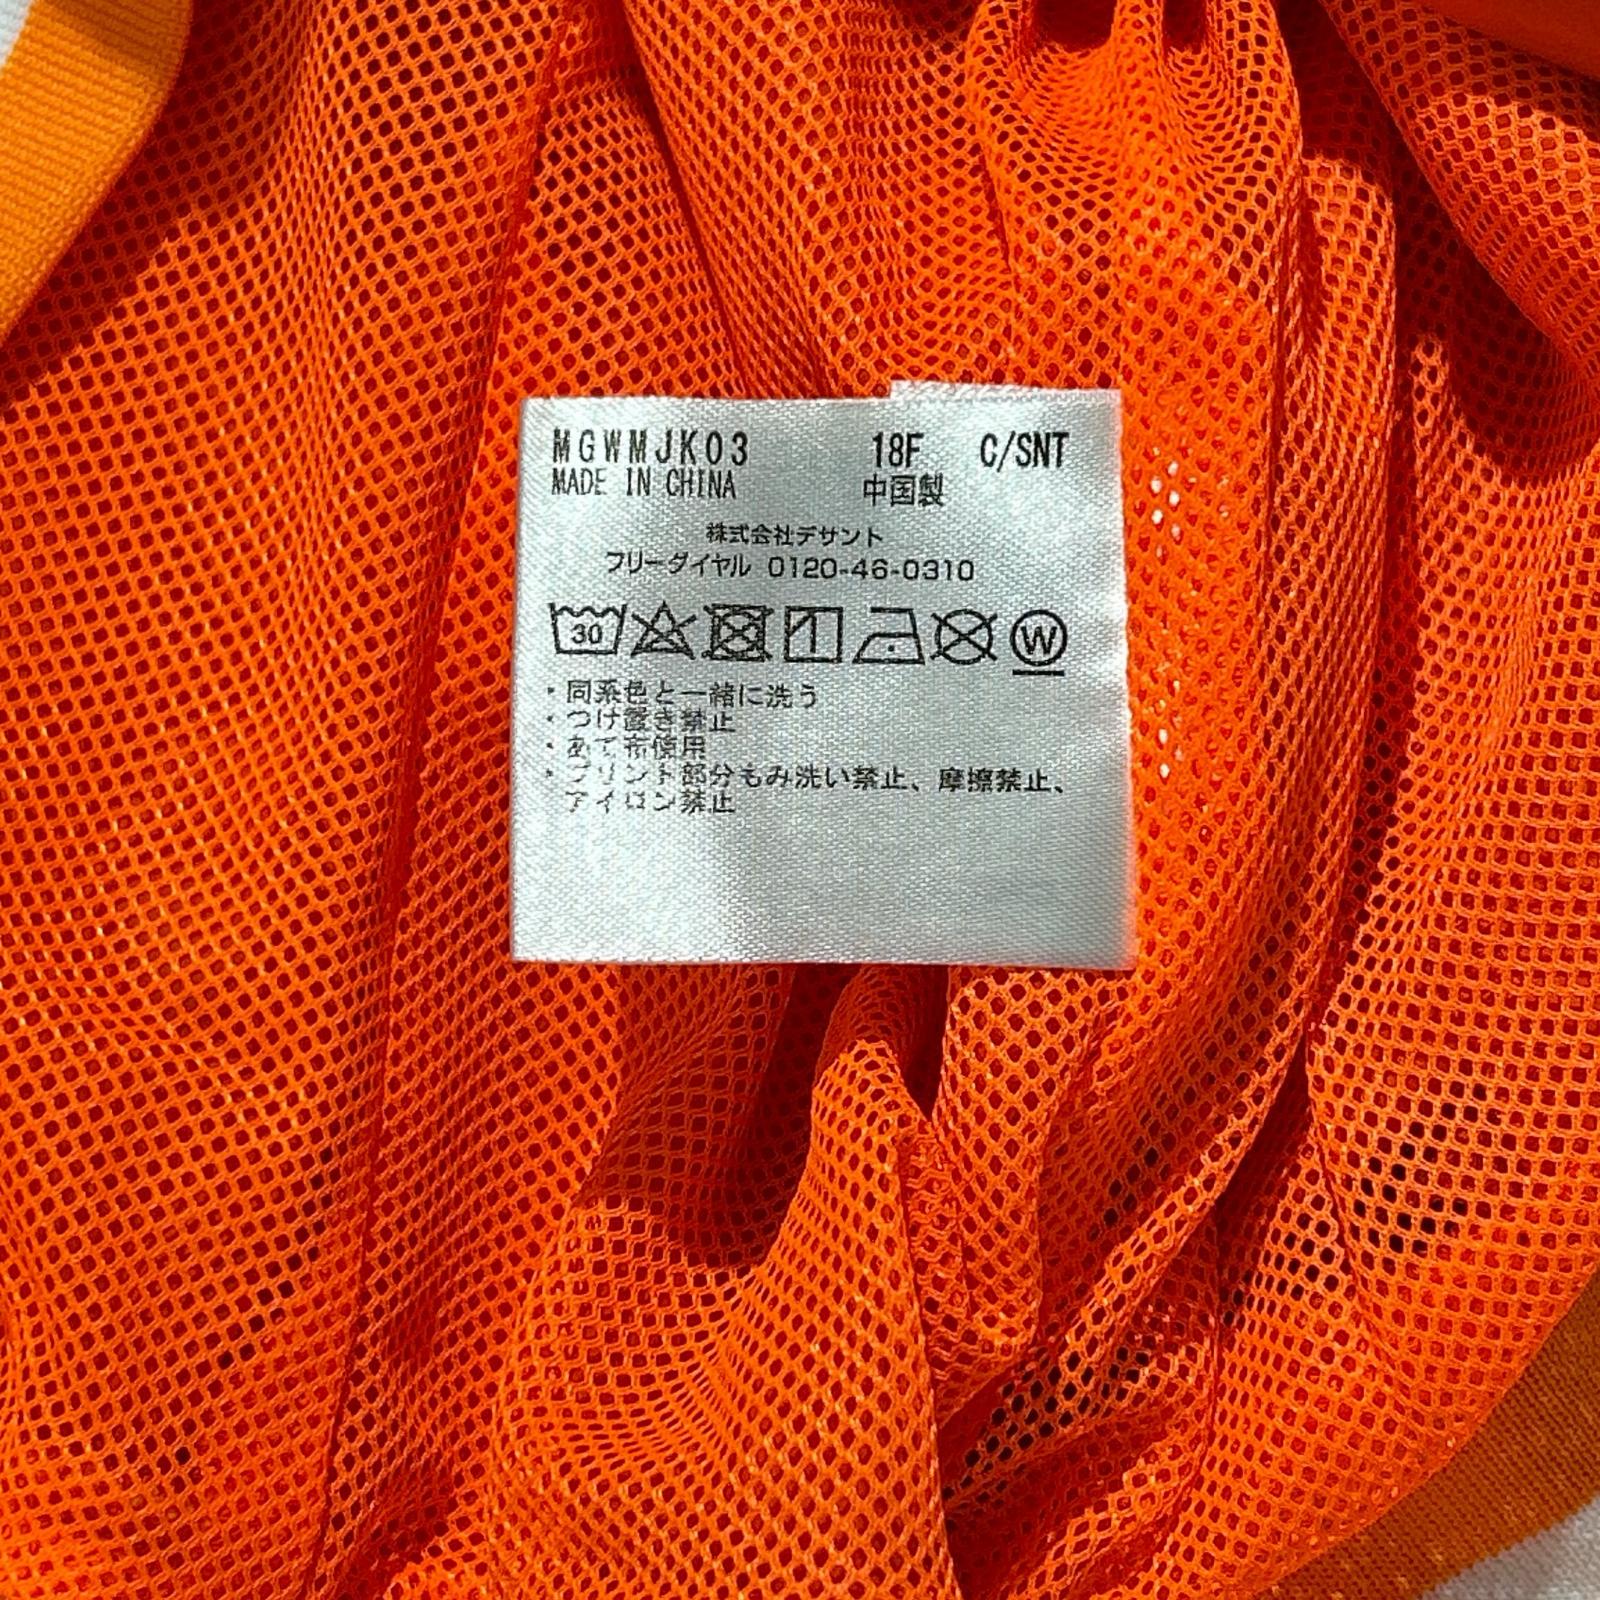 MGWMJK03 18F C/SNT
MADE IN CHINA 中国製
株式会社デサント
フリーダイヤル 0120-46-0310
30 W
・同系色と一緒に洗う
・つけ置き禁止
・あて布使用
・プリント部分もみ洗い禁止、摩擦禁止、
アイロン禁止